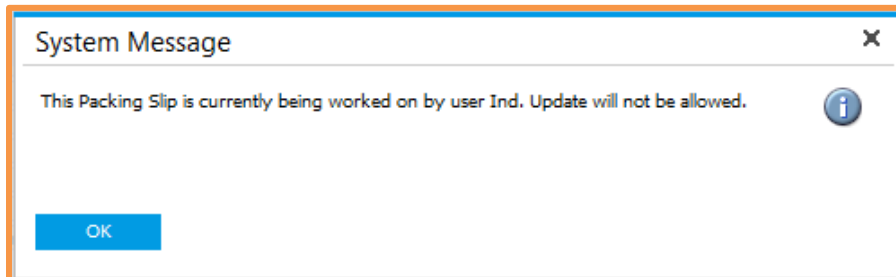 System Message
This Packing Slip is currently being worked on by user Ind. Update will not be allowed.
OK